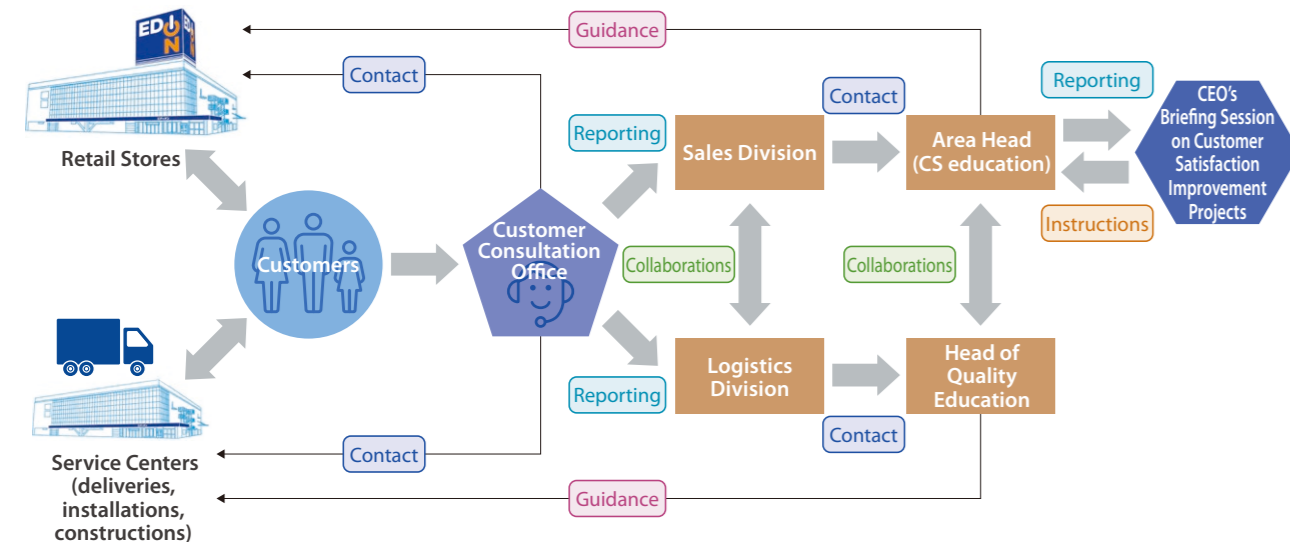 EDION
Guidance
Contact
Retail Stores
Customers
Customer
Consultation
Office
Reporting
Sales Division
Contact
Area Head
(CS education)
Reporting
CEO's
Briefing Session
on Customer
Satisfaction
Improvement
Projects
Instructions
Collaborations
Collaborations
Reporting
Logistics
Division
Contact
Head of
Quality
Education
Contact
Guidance
Service Centers
(deliveries,
installations,
constructions)